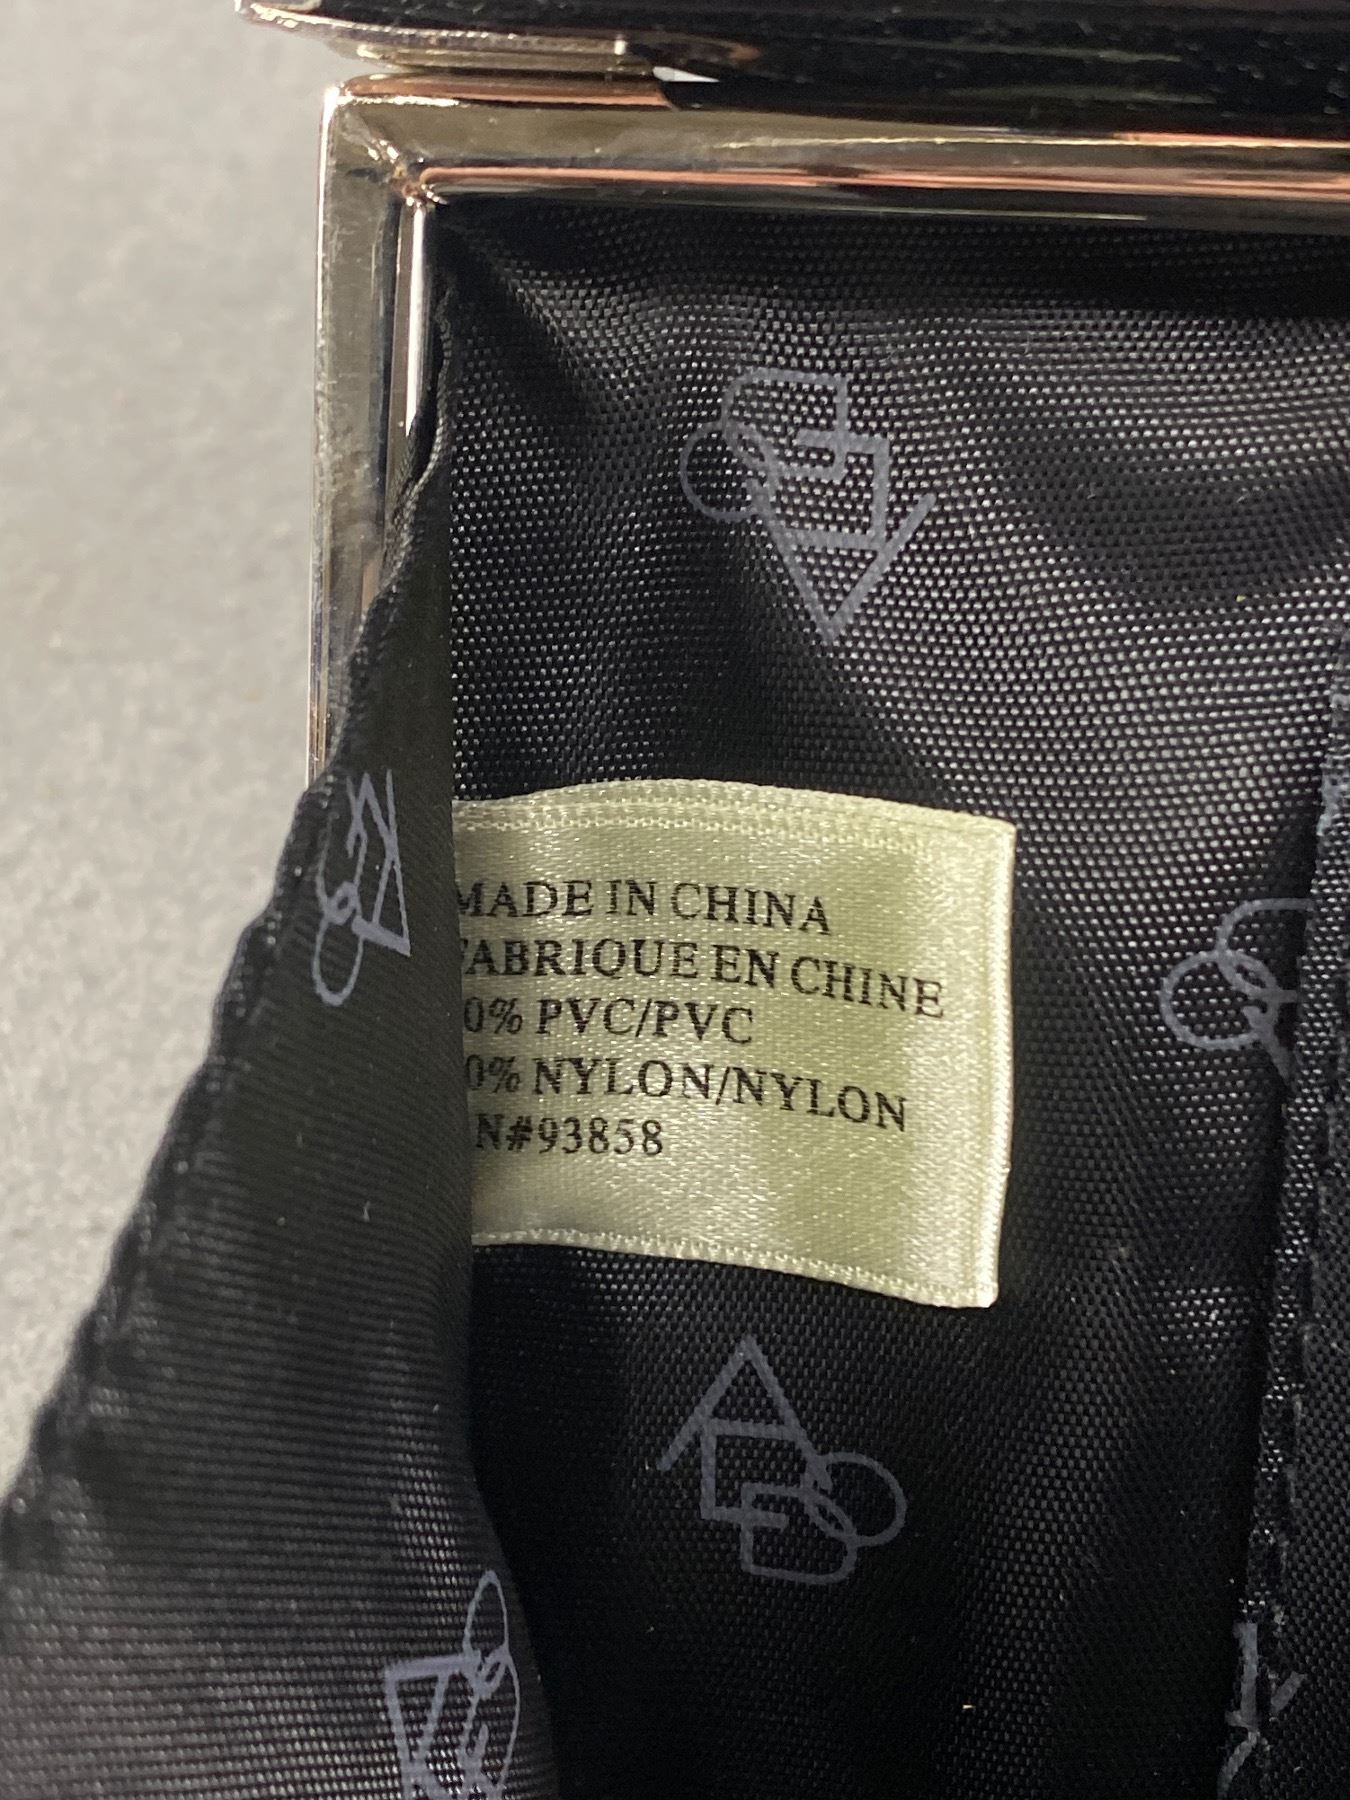 MADE IN CHINA
FABRIQUE EN CHINE
0% PVC/PVC
0% NYLON/NYLON
N#93858